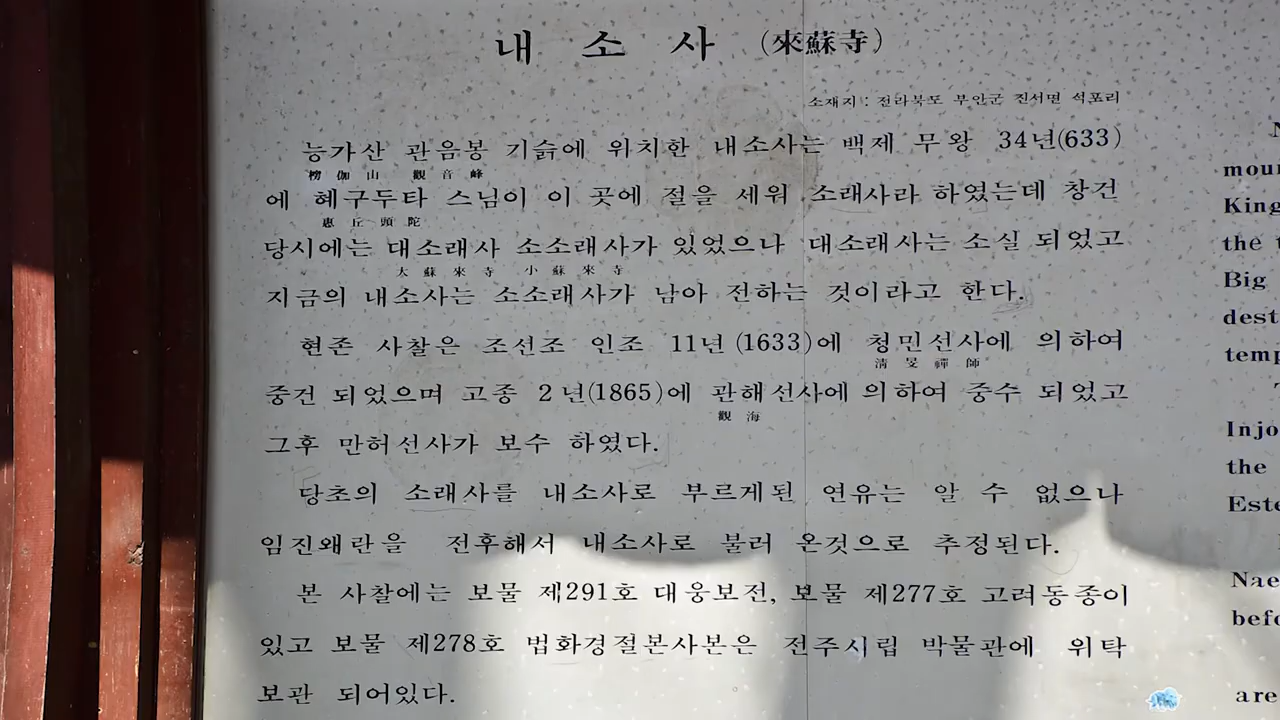 내 소 사 (來蘇寺)
소재지 : 전라북도 부안군 진서면 석포리
능가산 관음봉 기슭에 위치한 내소사는 백제 무왕 34년(633)
楞伽山 觀音峰
에 혜구두타 스님이 이 곳에 절을 세워 소래사라 하였는데 창건
惠丘頭陀
당시에는 대소래사 소소래사가 있었으나 대소래사는 소실 되었고
大蘇來寺 小蘇來寺
지금의 내소사는 소소래사가 남아 전하는 것이라고 한다.
현존 사찰은 조선조 인조 11년 (1633)에 청민선사에 의하여
淸旻禪師
중건 되었으며 고종 2년(1865)에 관해선사에 의하여 중수 되었고
觀海
그후 만허선사가 보수 하였다.
당초의 소래사를 내소사로 부르게된 연유는 알 수 없으나
임진왜란을 전후해서 내소사로 불러 온것으로 추정된다.
본 사찰에는 보물 제291호 대웅보전, 보물 제277호 고려동종이
있고 보물 제278호 법화경절본사본은 전주시립 박물관에 위탁
보관 되어있다.
King
the
Big
Injo
the
Nae
are